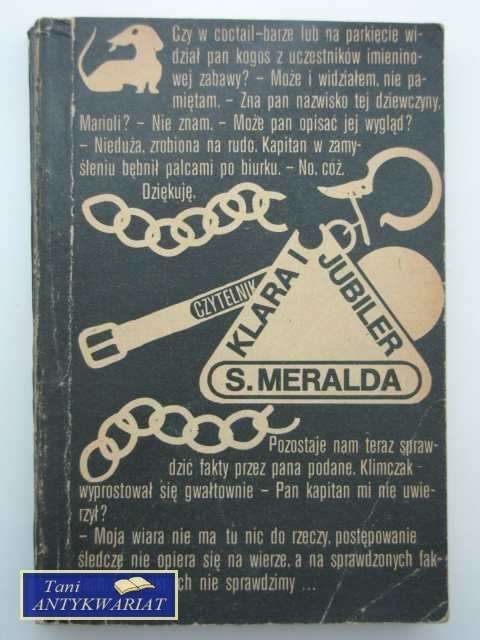 Czy w coctail-barze lub na parkięcie wi-
dział pan kogoś z uczestników imienino-
wej zabawy? - Może i widziałem, nie pa-
miętam. - Zna pan nazwisko tej dziewczyny,
Marioli? - Nie znam. - Może pan opisać jej wygląd?
- Nieduża, zrobiona na rudo. Kapitan w zamy-
śleniu bębnił palcami po biurku. - No, cóż.
Dziękuję.
CZYTELNIK
KLARA I
JUBILER
S. MERALDA
Pozostaje nam teraz spraw-
dzić fakty przez pana podane. Klimczak
wyprostował się gwałtownie - Pan kapitan mi nie uwie-
rzył?
- Moja wiara nie ma tu nic do rzeczy, postępowanie
śledcze nie opiera się na wierze, a na sprawdzonych fak-
ch nie sprawdzimy ...
Tani
ANTYKWARIAT